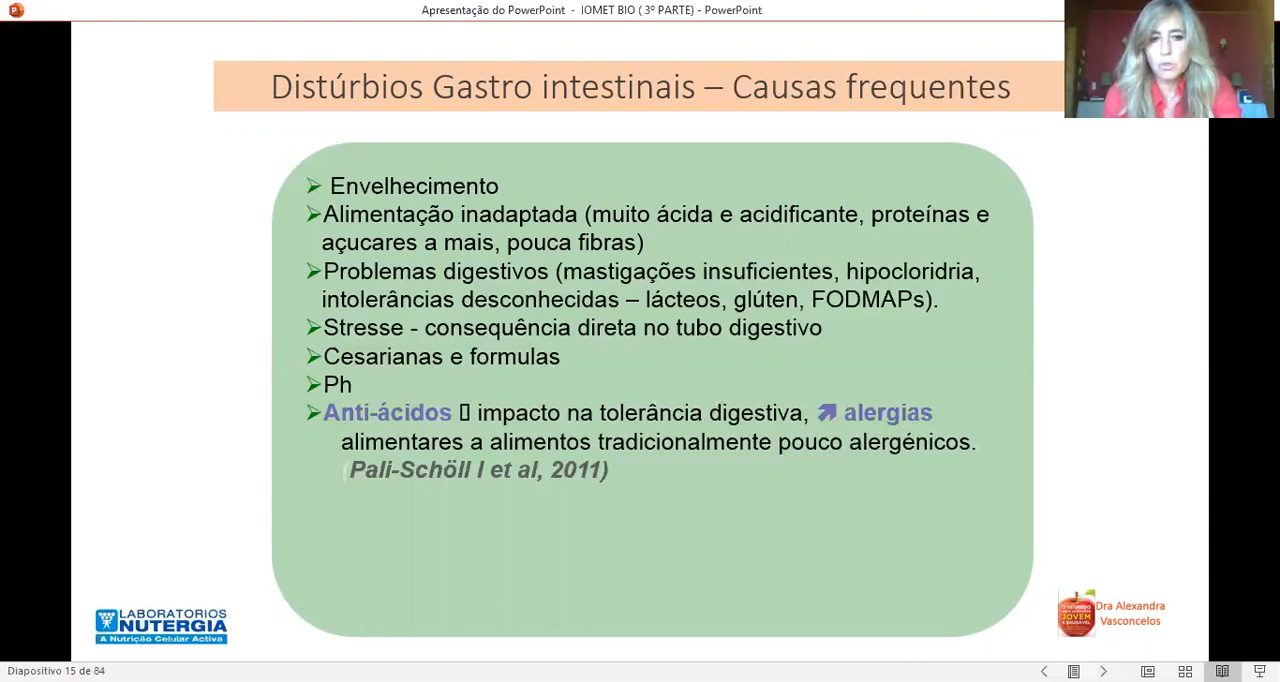 Apresentação do PowerPoint - IOMET BIO ( 3º PARTE) - PowerPoint
Distúrbios Gastro intestinais – Causas frequentes
Envelhecimento
Alimentação inadaptada (muito ácida e acidificante, proteínas e
açucares a mais, pouca fibras)
Problemas digestivos (mastigações insuficientes, hipocloridria,
intolerâncias desconhecidas – lácteos, glúten, FODMAPs).
Stresse - consequência direta no tubo digestivo
Cesarianas e formulas
Ph
Anti-ácidos impacto na tolerância digestiva, alergias
alimentares a alimentos tradicionalmente pouco alergénicos.
(Pali-Schöll I et al, 2011)
LABORATORIOS
NUTERGIA
A Nutrição Celular Activa
JOVEM
Dra Alexandra
Vasconcelos
Diapositivo 15 de 84